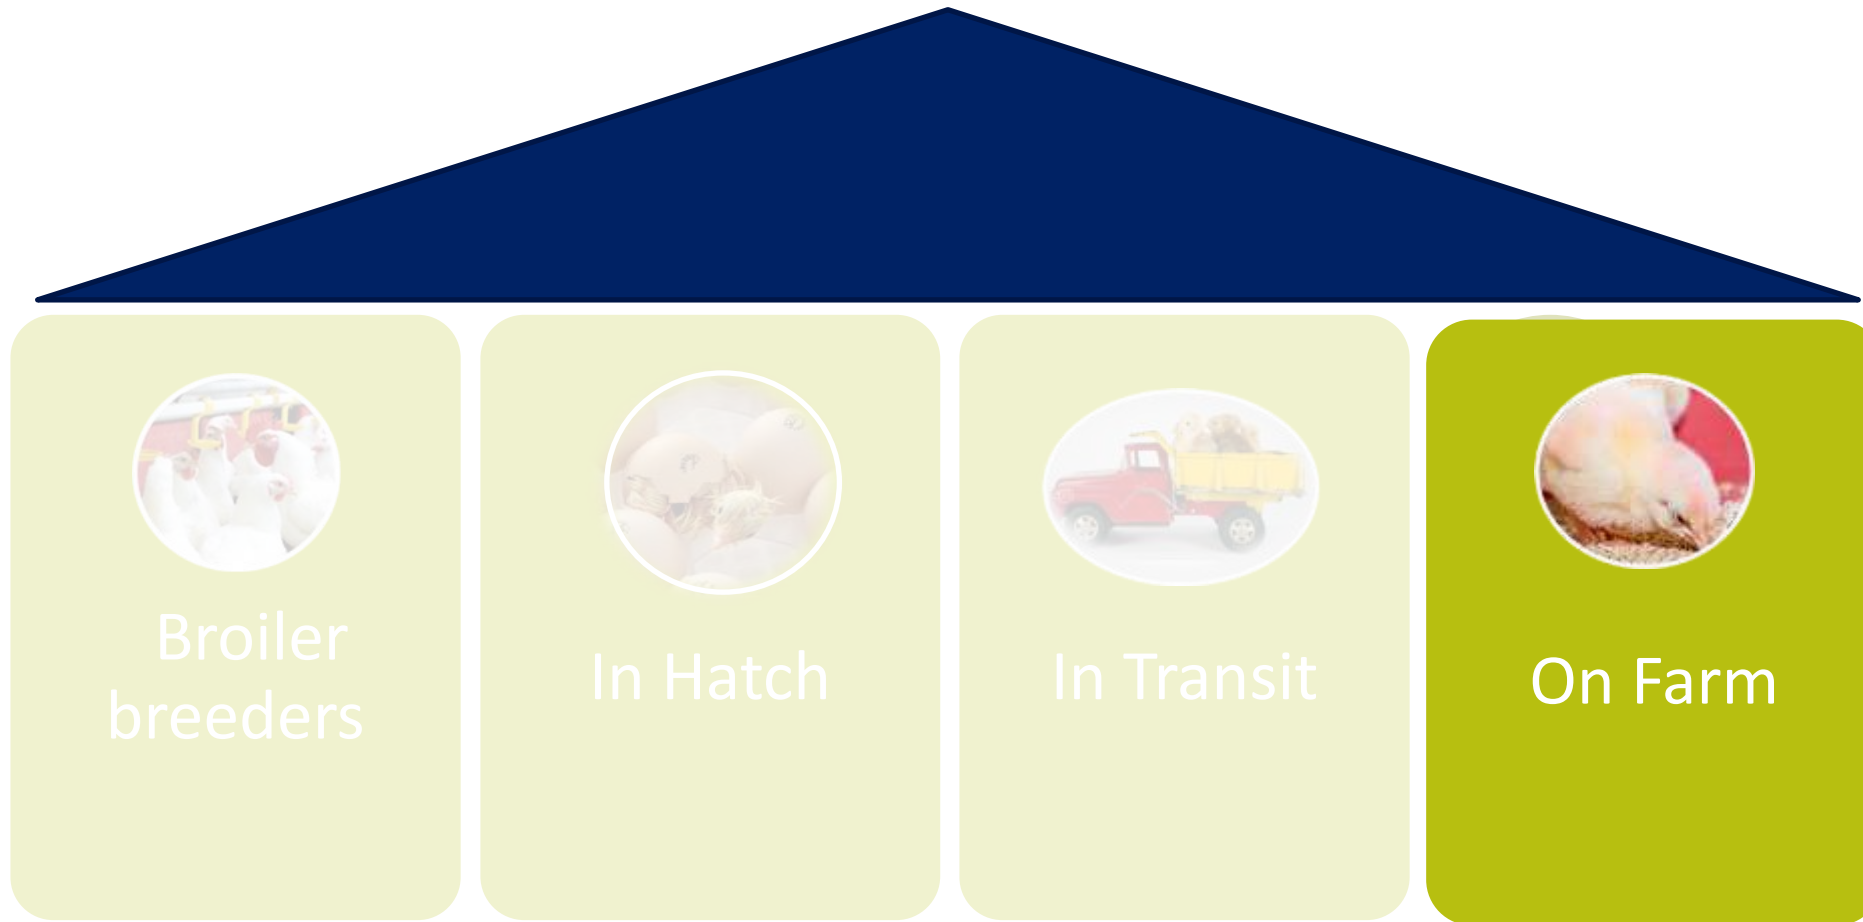 Broiler
breeders
In Hatch
In Transit
On Farm